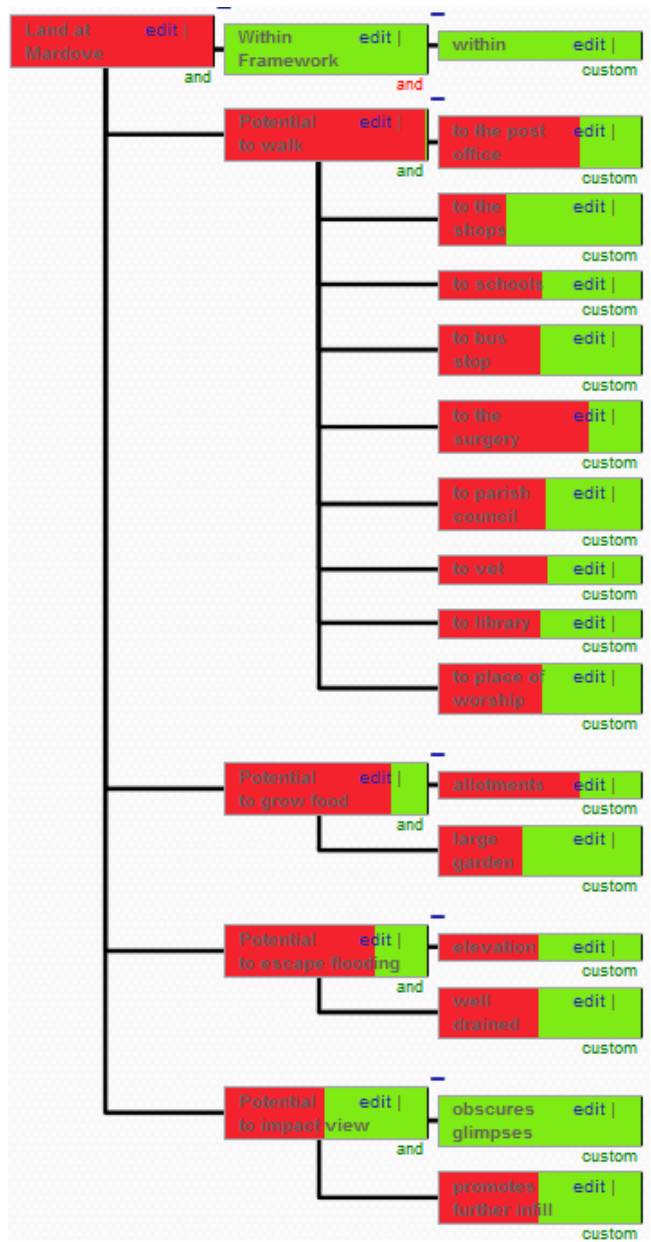 Land at edit |
Mardove
and
Within edit |
Framework
and
within edit |
custom
Potential edit |
to walk
and
to the post edit |
office
custom
to the edit |
shops
custom
to schools edit |
custom
to bus edit |
stop
custom
to the edit |
surgery
custom
to parish edit |
council
custom
to vet edit |
custom
to library edit |
custom
to place of edit |
worship
custom
Potential edit |
to grow food
and
allotments edit |
custom
large edit |
garden
custom
Potential edit |
to escape flooding
and
elevation edit |
custom
well edit |
drained
custom
Potential edit |
to impact view
and
obscures edit |
glimpses
custom
promotes edit |
further infill
custom